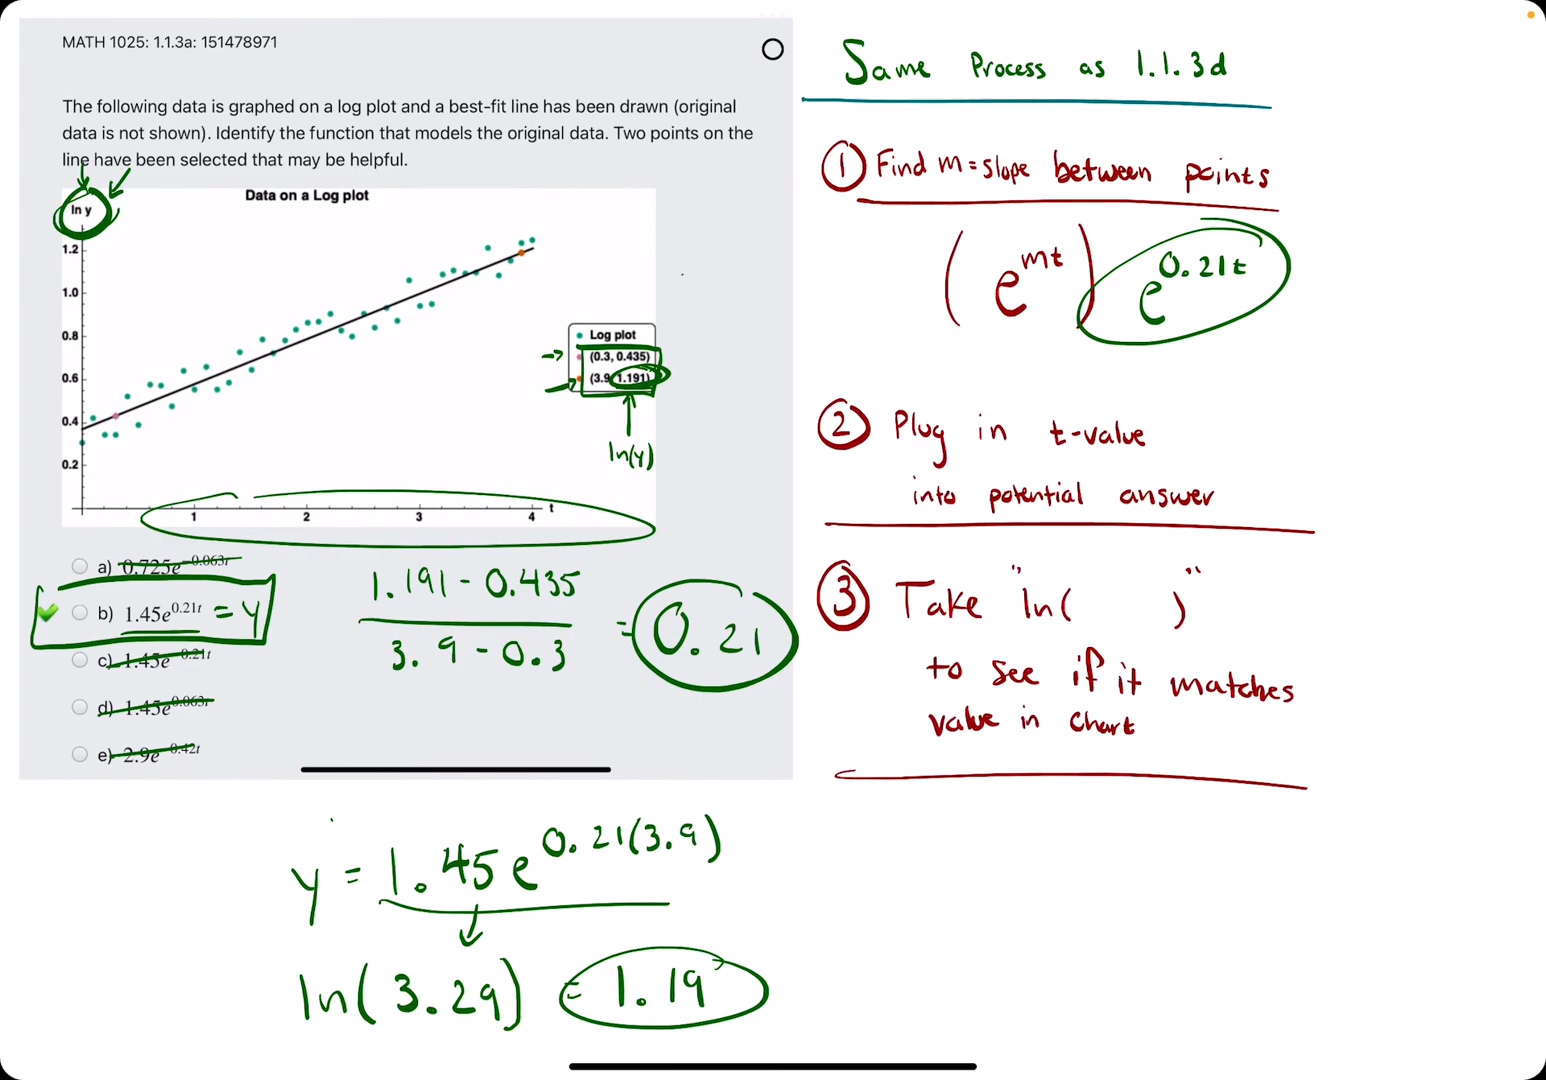 MATH 1025: 1.1.3a: 151478971
The following data is graphed on a log plot and a best-fit line has been drawn (original
data is not shown). Identify the function that models the original data. Two points on the
line have been selected that may be helpful.
Data on a Log plot
ln y
1.2
1.0
0.8
0.6
0.4
0.2
1 2 3 4 t
Log plot
(0.3, 0.435)
(3.9, 1.191)
ln(y)
a) 0.725e^-0.063t
b) 1.45e^0.21t = y
c) 1.45e^-0.21t
d) 1.45e^0.063t
e) 2.9e^-0.42t
1.191 - 0.435
3.9 - 0.3
= 0.21
y = 1.45e^0.21(3.9)
ln(3.29) = 1.19
Same Process as 1.1.3d
① Find m = slope between points
(e^mt) e^0.21t
② Plug in t-value
into potential answer
③ Take "ln( )"
to see if it matches
value in chart